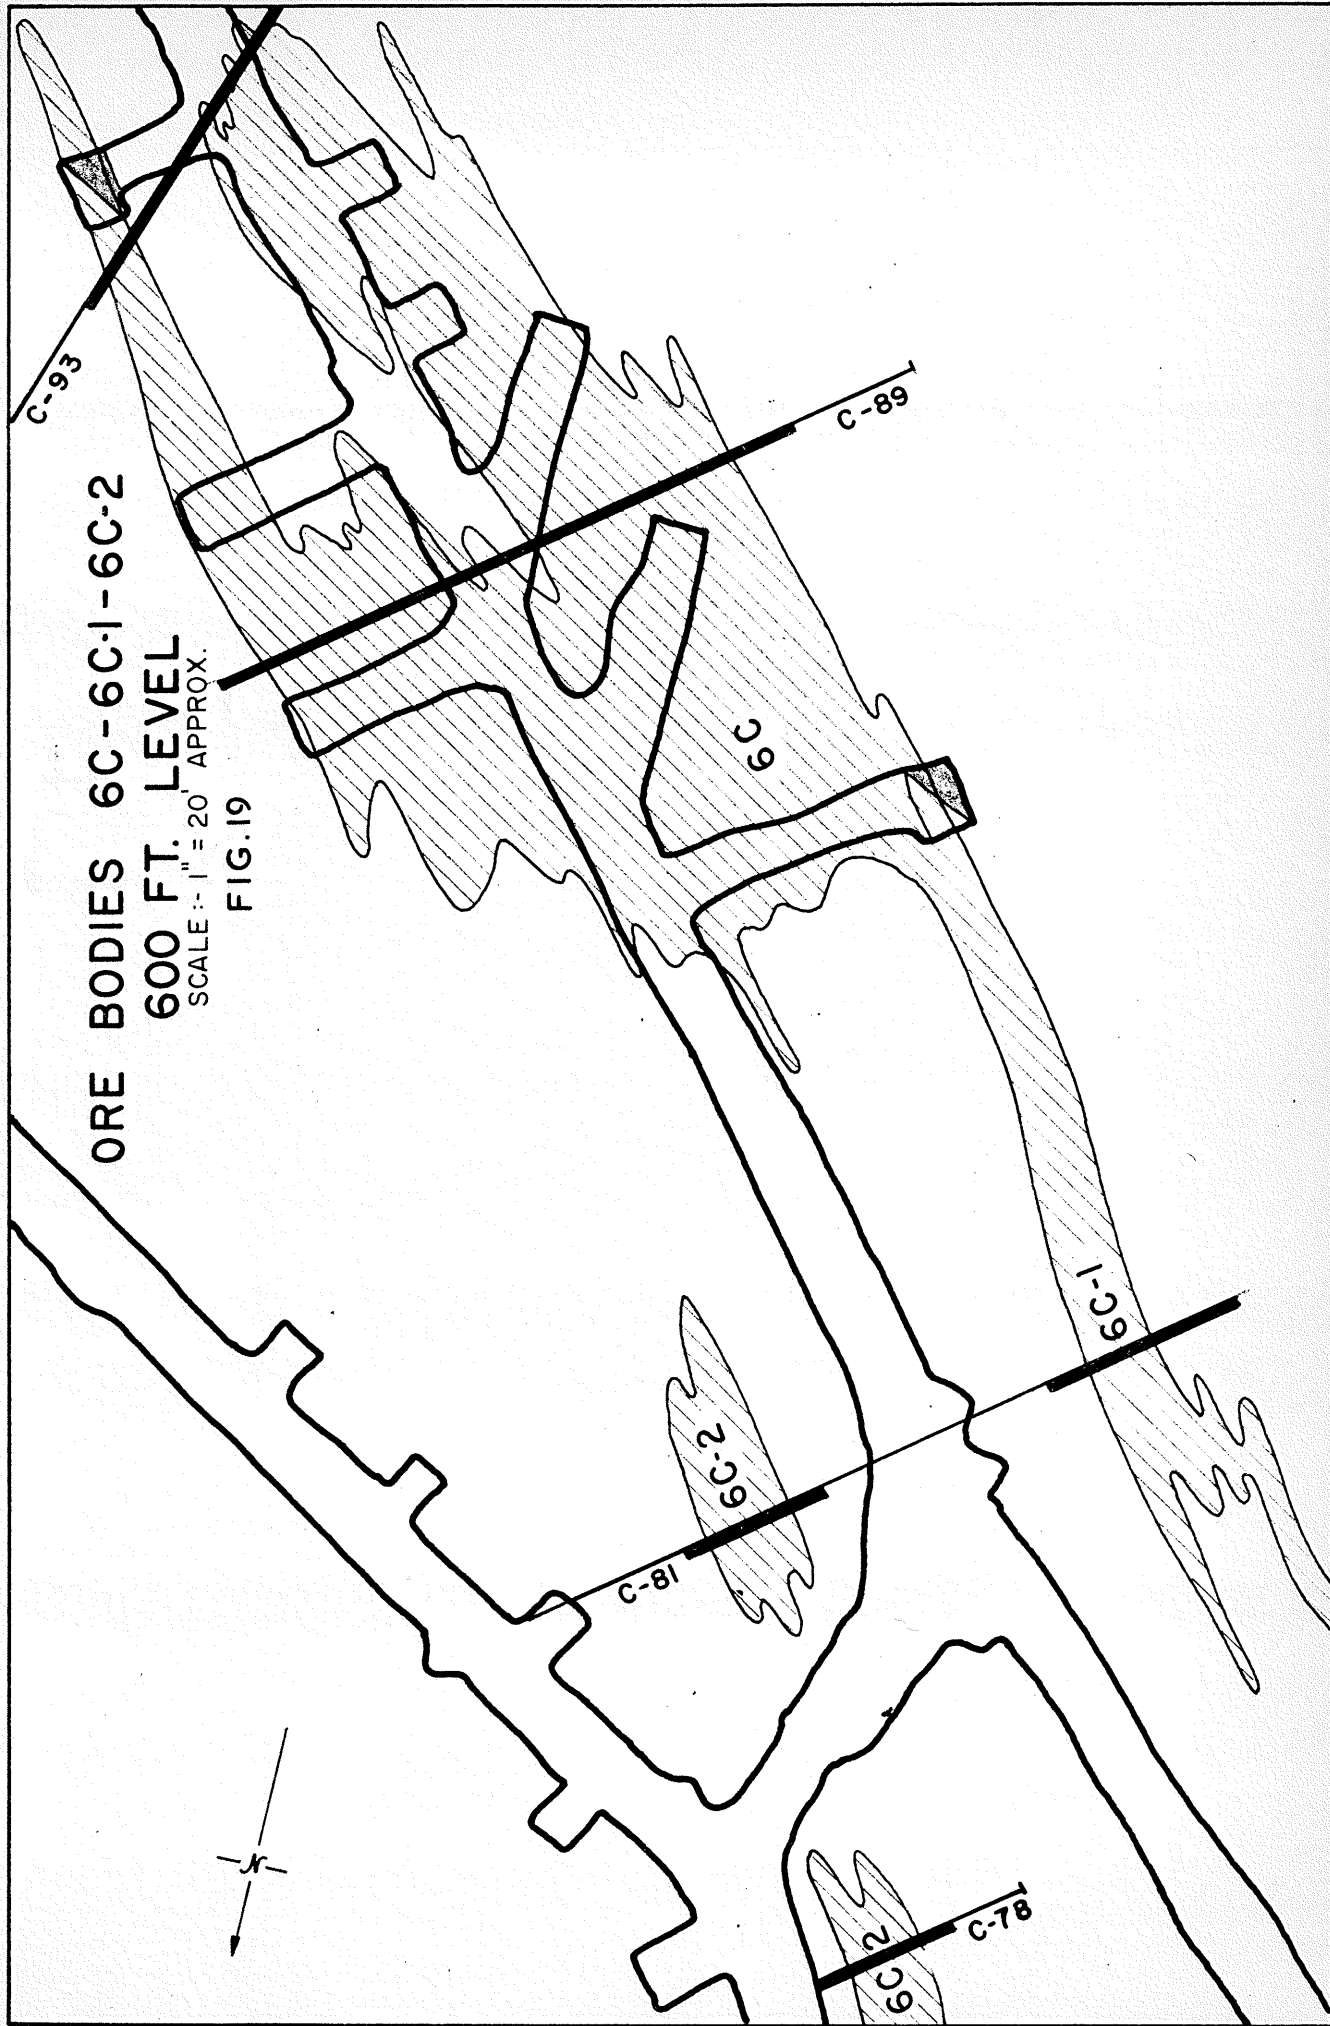 ORE BODIES 6C-6C-1-6C-2
600 FT. LEVEL
SCALE:- 1" = 20' APPROX.
FIG.19
C-93
C-89
6C
6C-1
6C-2
C-81
N
6C 2
C-78